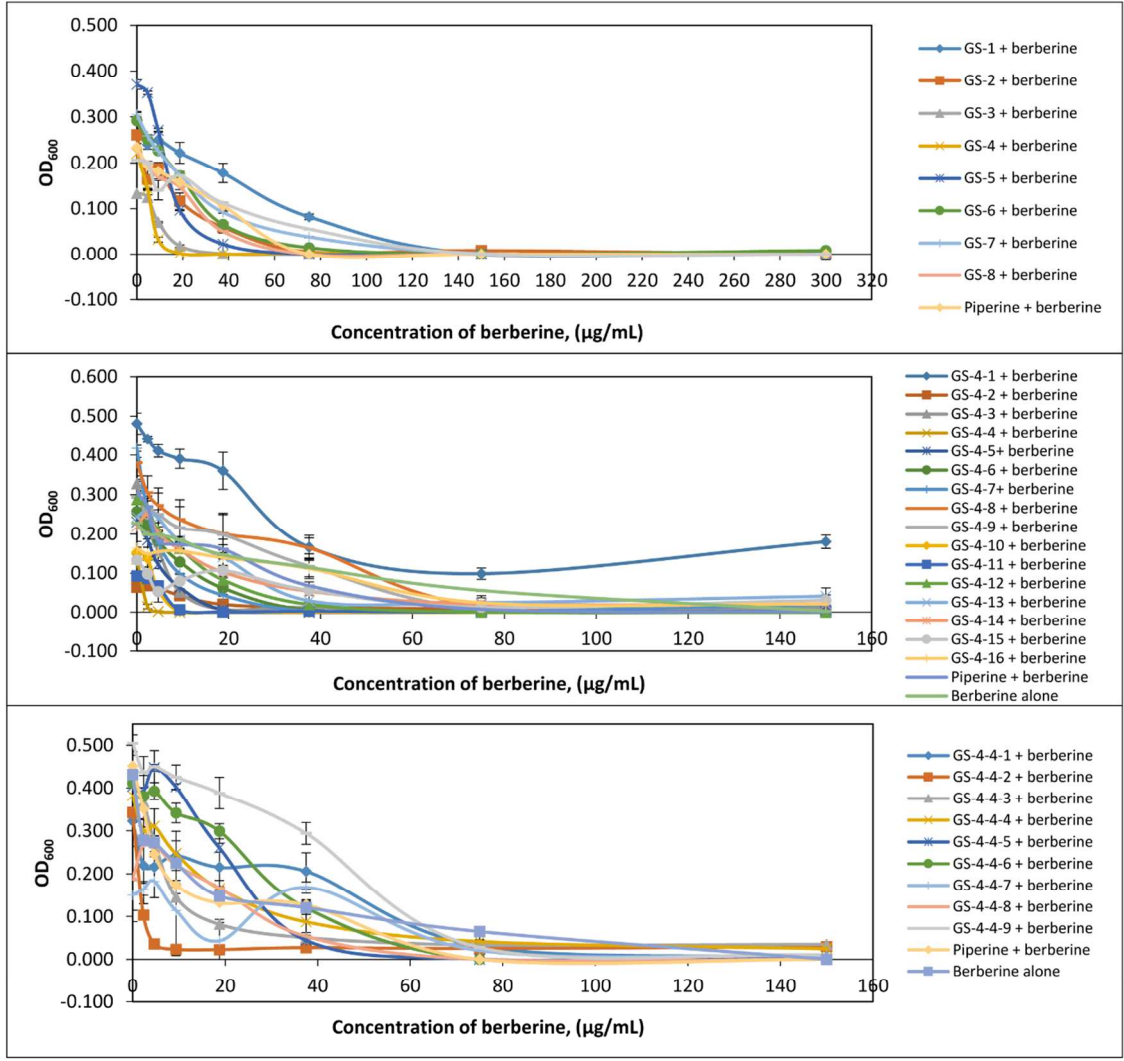 0.500
0.400
0.300
0.200
0.100
0.000
-0.100
OD600
0 20 40 60 80 100 120 140 160 180 200 220 240 260 280 300 320
Concentration of berberine, (µg/mL)
GS-1 + berberine
GS-2 + berberine
GS-3 + berberine
GS-4 + berberine
GS-5 + berberine
GS-6 + berberine
GS-7 + berberine
GS-8 + berberine
Piperine + berberine
0.600
0.500
0.400
0.300
0.200
0.100
0.000
-0.100
OD600
0 20 40 60 80 100 120 140 160
Concentration of berberine, (µg/mL)
GS-4-1 + berberine
GS-4-2 + berberine
GS-4-3 + berberine
GS-4-4 + berberine
GS-4-5+ berberine
GS-4-6 + berberine
GS-4-7+ berberine
GS-4-8 + berberine
GS-4-9 + berberine
GS-4-10 + berberine
GS-4-11 + berberine
GS-4-12 + berberine
GS-4-13 + berberine
GS-4-14 + berberine
GS-4-15 + berberine
GS-4-16 + berberine
Piperine + berberine
Berberine alone
0.500
0.400
0.300
0.200
0.100
0.000
-0.100
OD600
0 20 40 60 80 100 120 140 160
Concentration of berberine, (µg/mL)
GS-4-4-1 + berberine
GS-4-4-2 + berberine
GS-4-4-3 + berberine
GS-4-4-4 + berberine
GS-4-4-5 + berberine
GS-4-4-6 + berberine
GS-4-4-7 + berberine
GS-4-4-8 + berberine
GS-4-4-9 + berberine
Piperine + berberine
Berberine alone